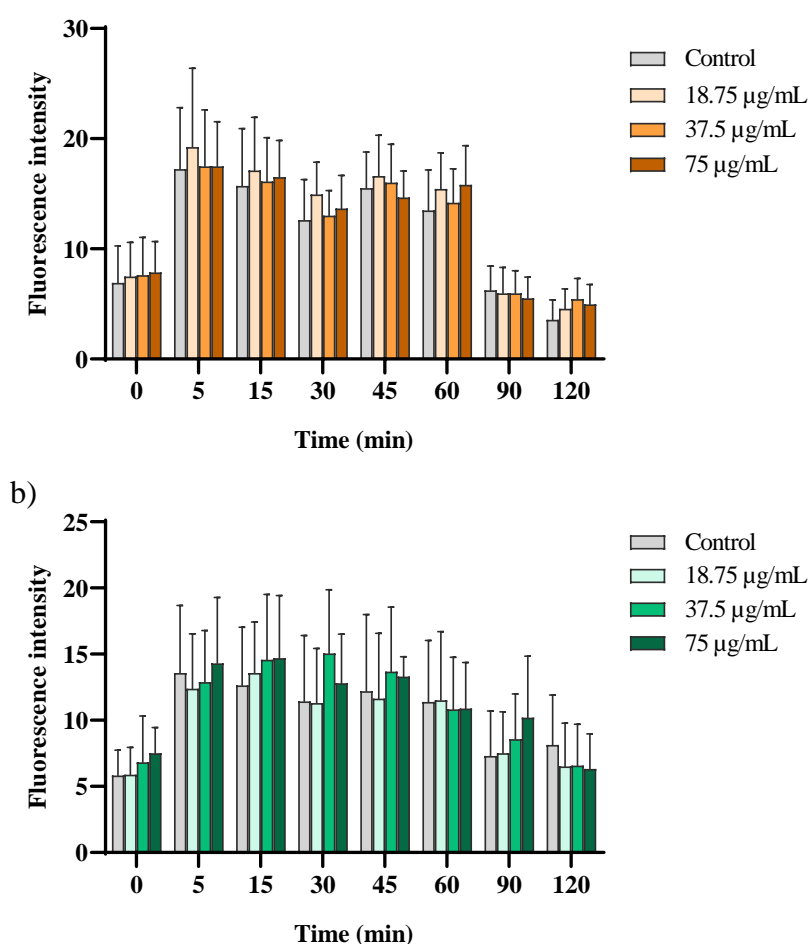 30
20
10
0
Fluorescence intensity
Control
18.75 µg/mL
37.5 µg/mL
75 µg/mL
0 5 15 30 45 60 90 120
Time (min)
b)
25
20
15
10
5
0
Fluorescence intensity
Control
18.75 µg/mL
37.5 µg/mL
75 µg/mL
0 5 15 30 45 60 90 120
Time (min)